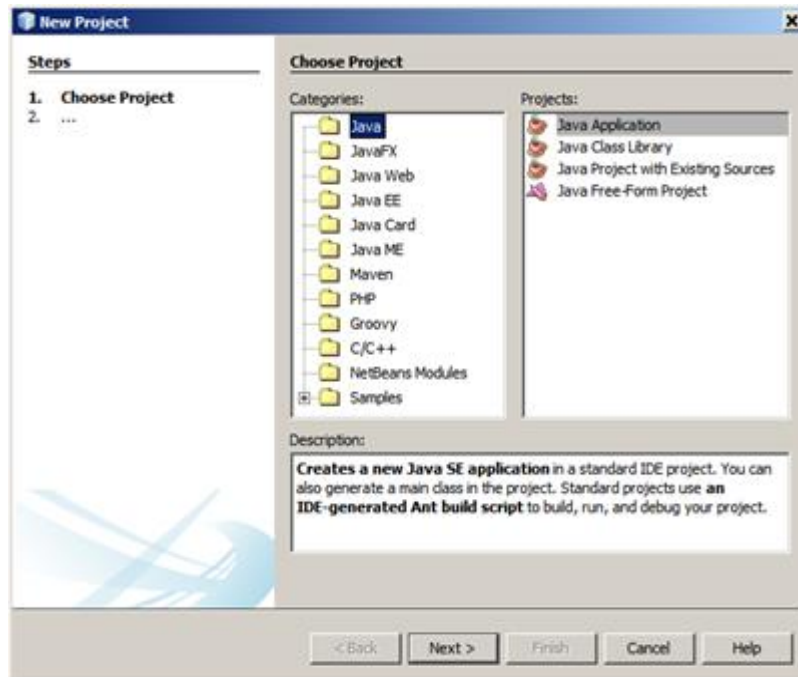 New Project
Steps
1. Choose Project
2. ...
Choose Project
Categories:
Java
JavaFX
Java Web
Java EE
Java Card
Java ME
Maven
PHP
Groovy
C/C++
NetBeans Modules
Samples
Projects:
Java Application
Java Class Library
Java Project with Existing Sources
Java Free-Form Project
Description:
Creates a new Java SE application in a standard IDE project. You can
also generate a main class in the project. Standard projects use an
IDE-generated Ant build script to build, run, and debug your project.
< Back
Next >
Finish
Cancel
Help